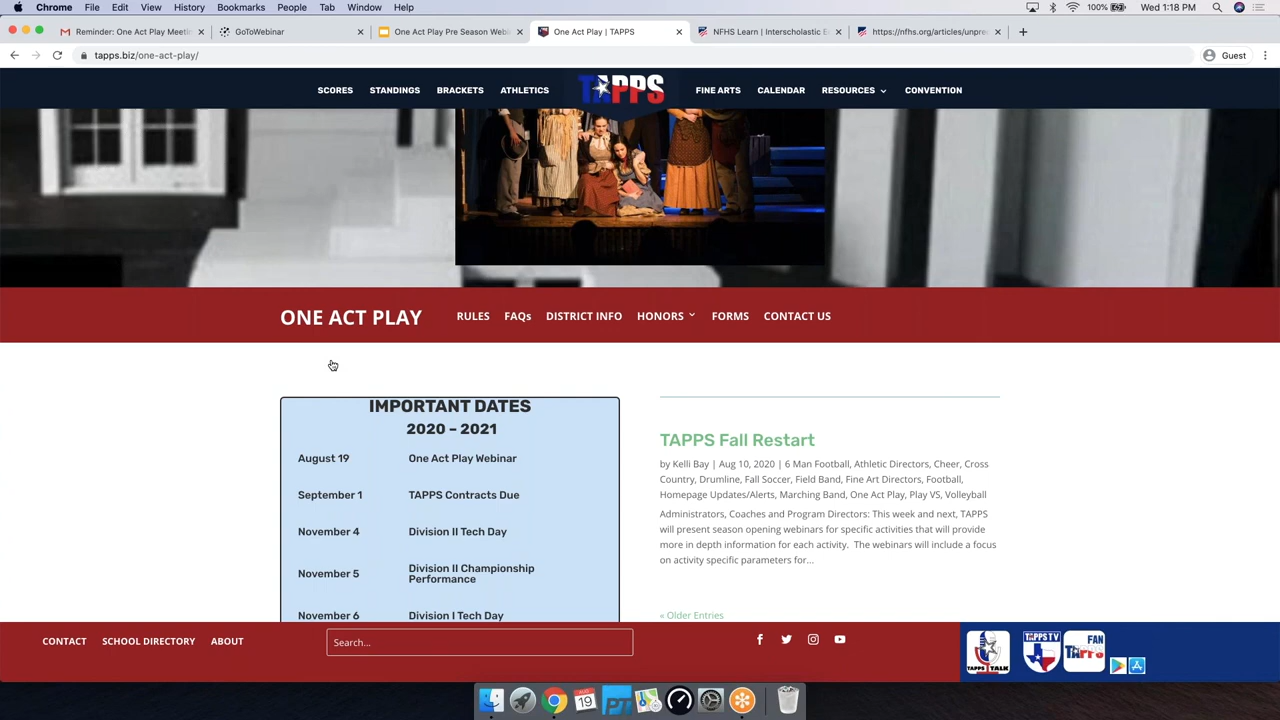 Chrome File Edit View History Bookmarks People Tab Window Help 100% Wed 1:18 PM
Reminder: One Act Play Meetin GoToWebinar One Act Play Pre Season Webi One Act Play | TAPPS NFHS Learn | Interscholastic E https://nfhs.org/articles/unpre
tapps.biz/one-act-play/ Guest
SCORES STANDINGS BRACKETS ATHLETICS TAPPS FINE ARTS CALENDAR RESOURCES CONVENTION
ONE ACT PLAY RULES FAQs DISTRICT INFO HONORS FORMS CONTACT US
IMPORTANT DATES
2020 – 2021
August 19 One Act Play Webinar
September 1 TAPPS Contracts Due
November 4 Division II Tech Day
November 5 Division II Championship
Performance
November 6 Division I Tech Day
TAPPS Fall Restart
by Kelli Bay | Aug 10, 2020 | 6 Man Football, Athletic Directors, Cheer, Cross
Country, Drumline, Fall Soccer, Field Band, Fine Art Directors, Football,
Homepage Updates/Alerts, Marching Band, One Act Play, Play VS, Volleyball
Administrators, Coaches and Program Directors: This week and next, TAPPS
will present season opening webinars for specific activities that will provide
more in depth information for each activity. The webinars will include a focus
on activity specific parameters for...
« Older Entries
CONTACT SCHOOL DIRECTORY ABOUT Search...
TAPPS TALK TAPPS TV FAN TAPPS
AUG 19 PT